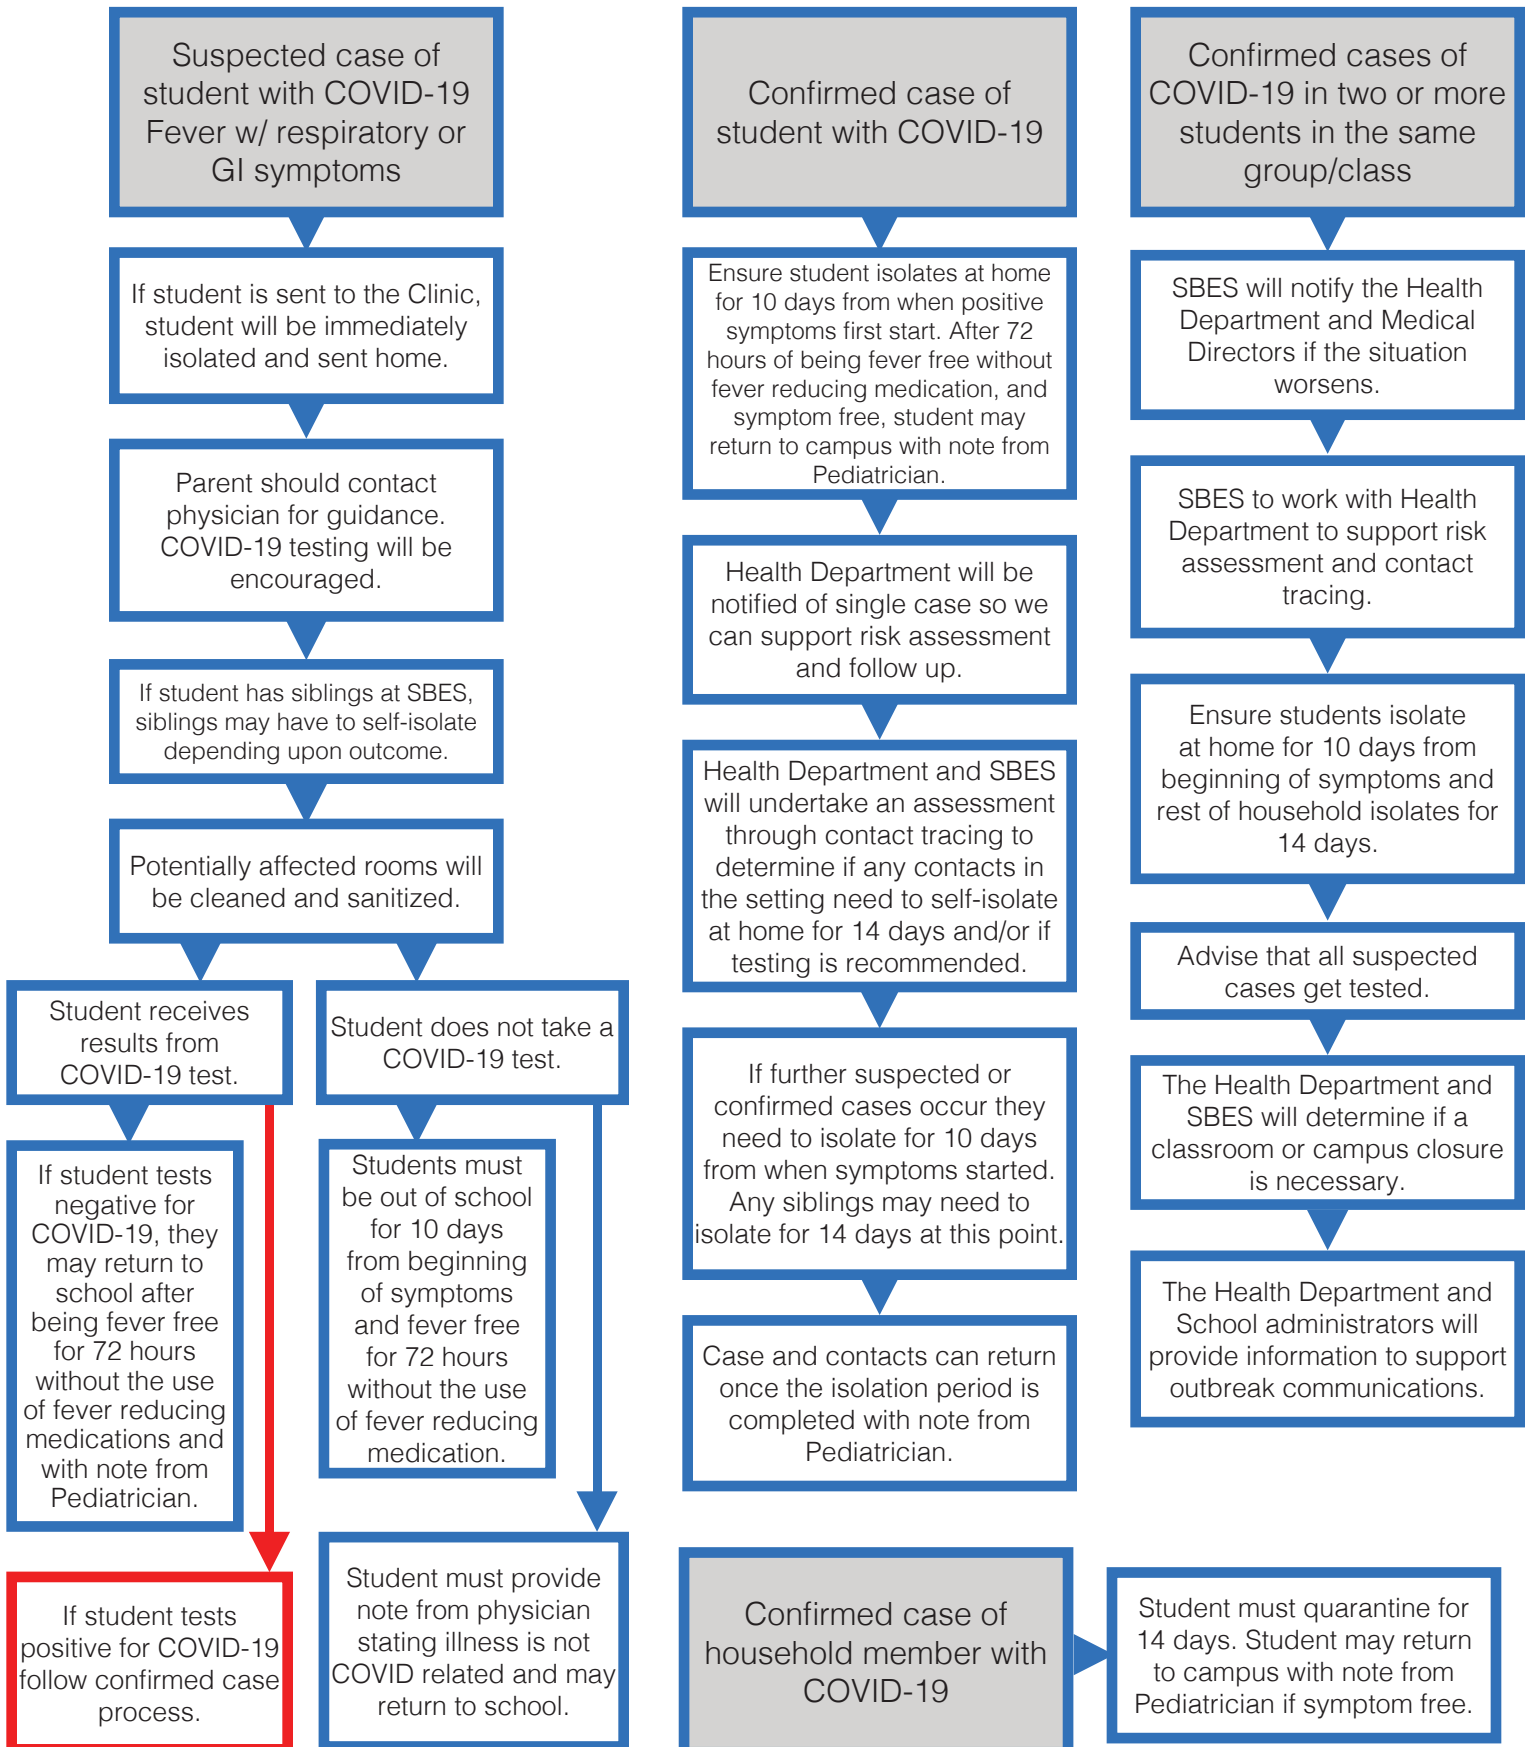 Suspected case of
student with COVID-19
Fever w/ respiratory or
GI symptoms
If student is sent to the Clinic,
student will be immediately
isolated and sent home.
Parent should contact
physician for guidance.
COVID-19 testing will be
encouraged.
If student has siblings at SBES,
siblings may have to self-isolate
depending upon outcome.
Potentially affected rooms will
be cleaned and sanitized.
Student receives
results from
COVID-19 test.
If student tests
negative for
COVID-19, they
may return to
school after
being fever free
for 72 hours
without the use
of fever reducing
medications and
with note from
Pediatrician.
If student tests
positive for COVID-19
follow confirmed case
process.
Student does not take a
COVID-19 test.
Students must
be out of school
for 10 days
from beginning
of symptoms
and fever free
for 72 hours
without the use
of fever reducing
medication.
Student must provide
note from physician
stating illness is not
COVID related and may
return to school.
Confirmed case of
student with COVID-19
Ensure student isolates at home
for 10 days from when positive
symptoms first start. After 72
hours of being fever free without
fever reducing medication, and
symptom free, student may
return to campus with note from
Pediatrician.
Health Department will be
notified of single case so we
can support risk assessment
and follow up.
Health Department and SBES
will undertake an assessment
through contact tracing to
determine if any contacts in
the setting need to self-isolate
at home for 14 days and/or if
testing is recommended.
If further suspected or
confirmed cases occur they
need to isolate for 10 days
from when symptoms started.
Any siblings may need to
isolate for 14 days at this point.
Case and contacts can return
once the isolation period is
completed with note from
Pediatrician.
Confirmed cases of
COVID-19 in two or more
students in the same
group/class
SBES will notify the Health
Department and Medical
Directors if the situation
worsens.
SBES to work with Health
Department to support risk
assessment and contact
tracing.
Ensure students isolate
at home for 10 days from
beginning of symptoms and
rest of household isolates for
14 days.
Advise that all suspected
cases get tested.
The Health Department and
SBES will determine if a
classroom or campus closure
is necessary.
The Health Department and
School administrators will
provide information to support
outbreak communications.
Confirmed case of
household member with
COVID-19
Student must quarantine for
14 days. Student may return
to campus with note from
Pediatrician if symptom free.